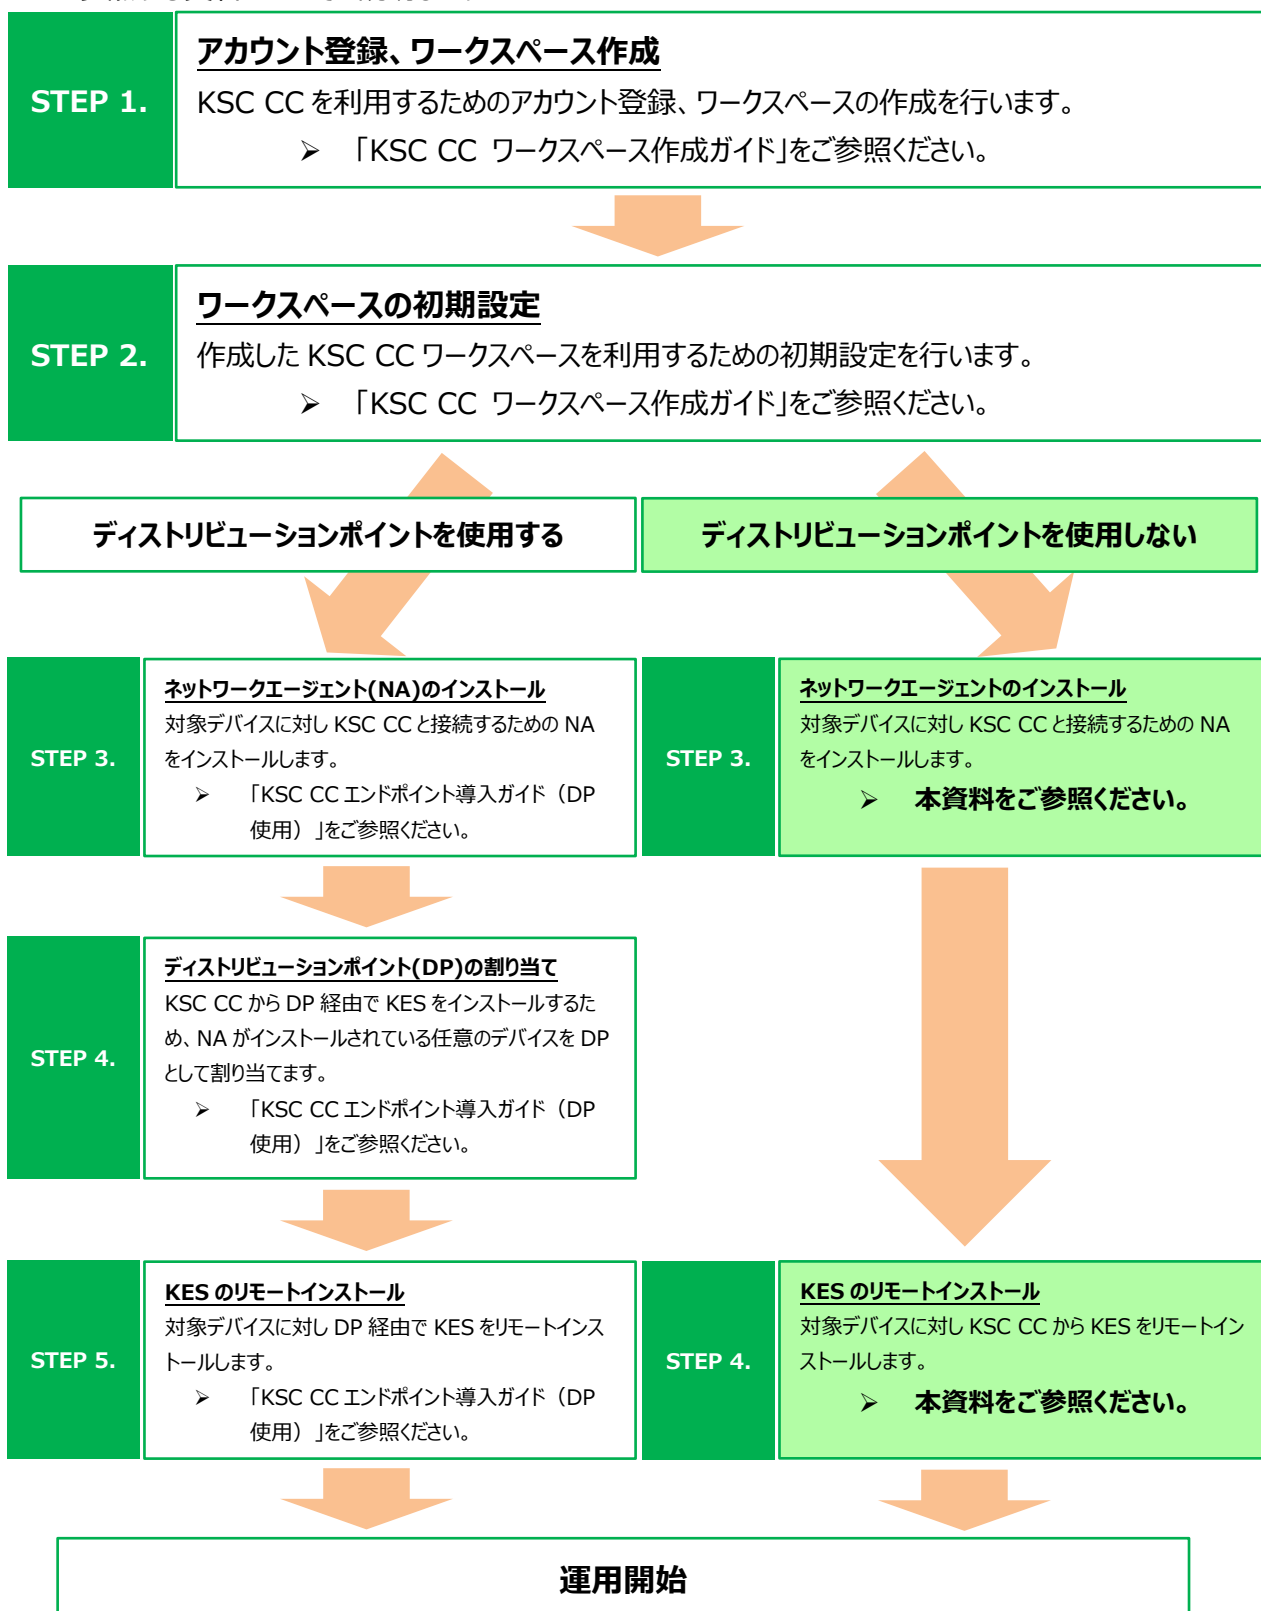 STEP 1.
アカウント登録、ワークスペース作成
KSC CC を利用するためのアカウント登録、ワークスペースの作成を行います。
➢ 「KSC CC ワークスペース作成ガイド」をご参照ください。
STEP 2.
ワークスペースの初期設定
作成した KSC CC ワークスペースを利用するための初期設定を行います。
➢ 「KSC CC ワークスペース作成ガイド」をご参照ください。
ディストリビューションポイントを使用する
ディストリビューションポイントを使用しない
STEP 3.
ネットワークエージェント(NA)のインストール
対象デバイスに対し KSC CC と接続するための NA
をインストールします。
➢ 「KSC CC エンドポイント導入ガイド（DP
使用）」をご参照ください。
STEP 3.
ネットワークエージェントのインストール
対象デバイスに対し KSC CC と接続するための NA
をインストールします。
➢ 本資料をご参照ください。
STEP 4.
ディストリビューションポイント(DP)の割り当て
KSC CC から DP 経由で KES をインストールするた
め、NA がインストールされている任意のデバイスを DP
として割り当てます。
➢ 「KSC CC エンドポイント導入ガイド（DP
使用）」をご参照ください。
STEP 5.
KES のリモートインストール
対象デバイスに対し DP 経由で KES をリモートインス
トールします。
➢ 「KSC CC エンドポイント導入ガイド（DP
使用）」をご参照ください。
STEP 4.
KES のリモートインストール
対象デバイスに対し KSC CC から KES をリモートイン
ストールします。
➢ 本資料をご参照ください。
運用開始